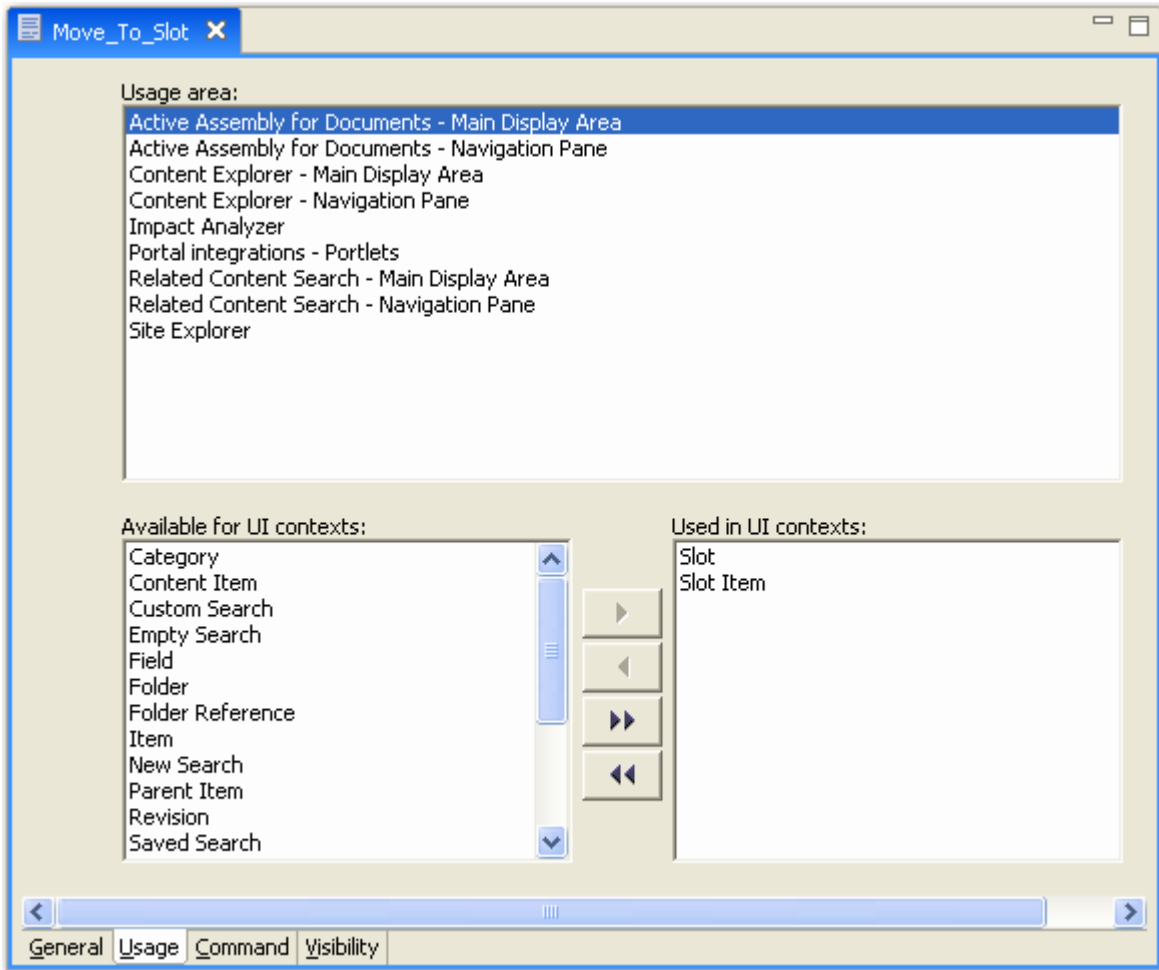 Move_To_Slot
Usage area:
Active Assembly for Documents - Main Display Area
Active Assembly for Documents - Navigation Pane
Content Explorer - Main Display Area
Content Explorer - Navigation Pane
Impact Analyzer
Portal integrations - Portlets
Related Content Search - Main Display Area
Related Content Search - Navigation Pane
Site Explorer
Available for UI contexts:
Category
Content Item
Custom Search
Empty Search
Field
Folder
Folder Reference
Item
New Search
Parent Item
Revision
Saved Search
Used in UI contexts:
Slot
Slot Item
General Usage Command Visibility